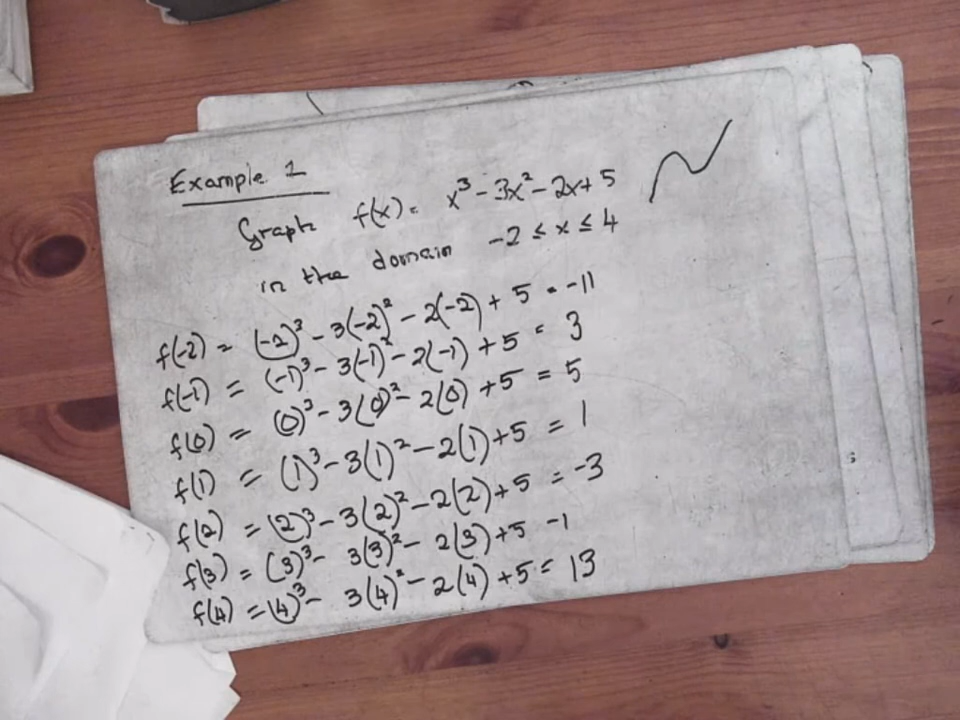 Example 1
Graph f(x) = x³ - 3x² - 2x + 5
in the domain -2 ≤ x ≤ 4
f(-2) = (-2)³ - 3(-2)² - 2(-2) + 5 = -11
f(-1) = (-1)³ - 3(-1)² - 2(-1) + 5 = 3
f(0) = (0)³ - 3(0)² - 2(0) + 5 = 5
f(1) = (1)³ - 3(1)² - 2(1) + 5 = 1
f(2) = (2)³ - 3(2)² - 2(2) + 5 = -3
f(3) = (3)³ - 3(3)² - 2(3) + 5 -1
f(4) = (4)³ - 3(4)² - 2(4) + 5 = 13